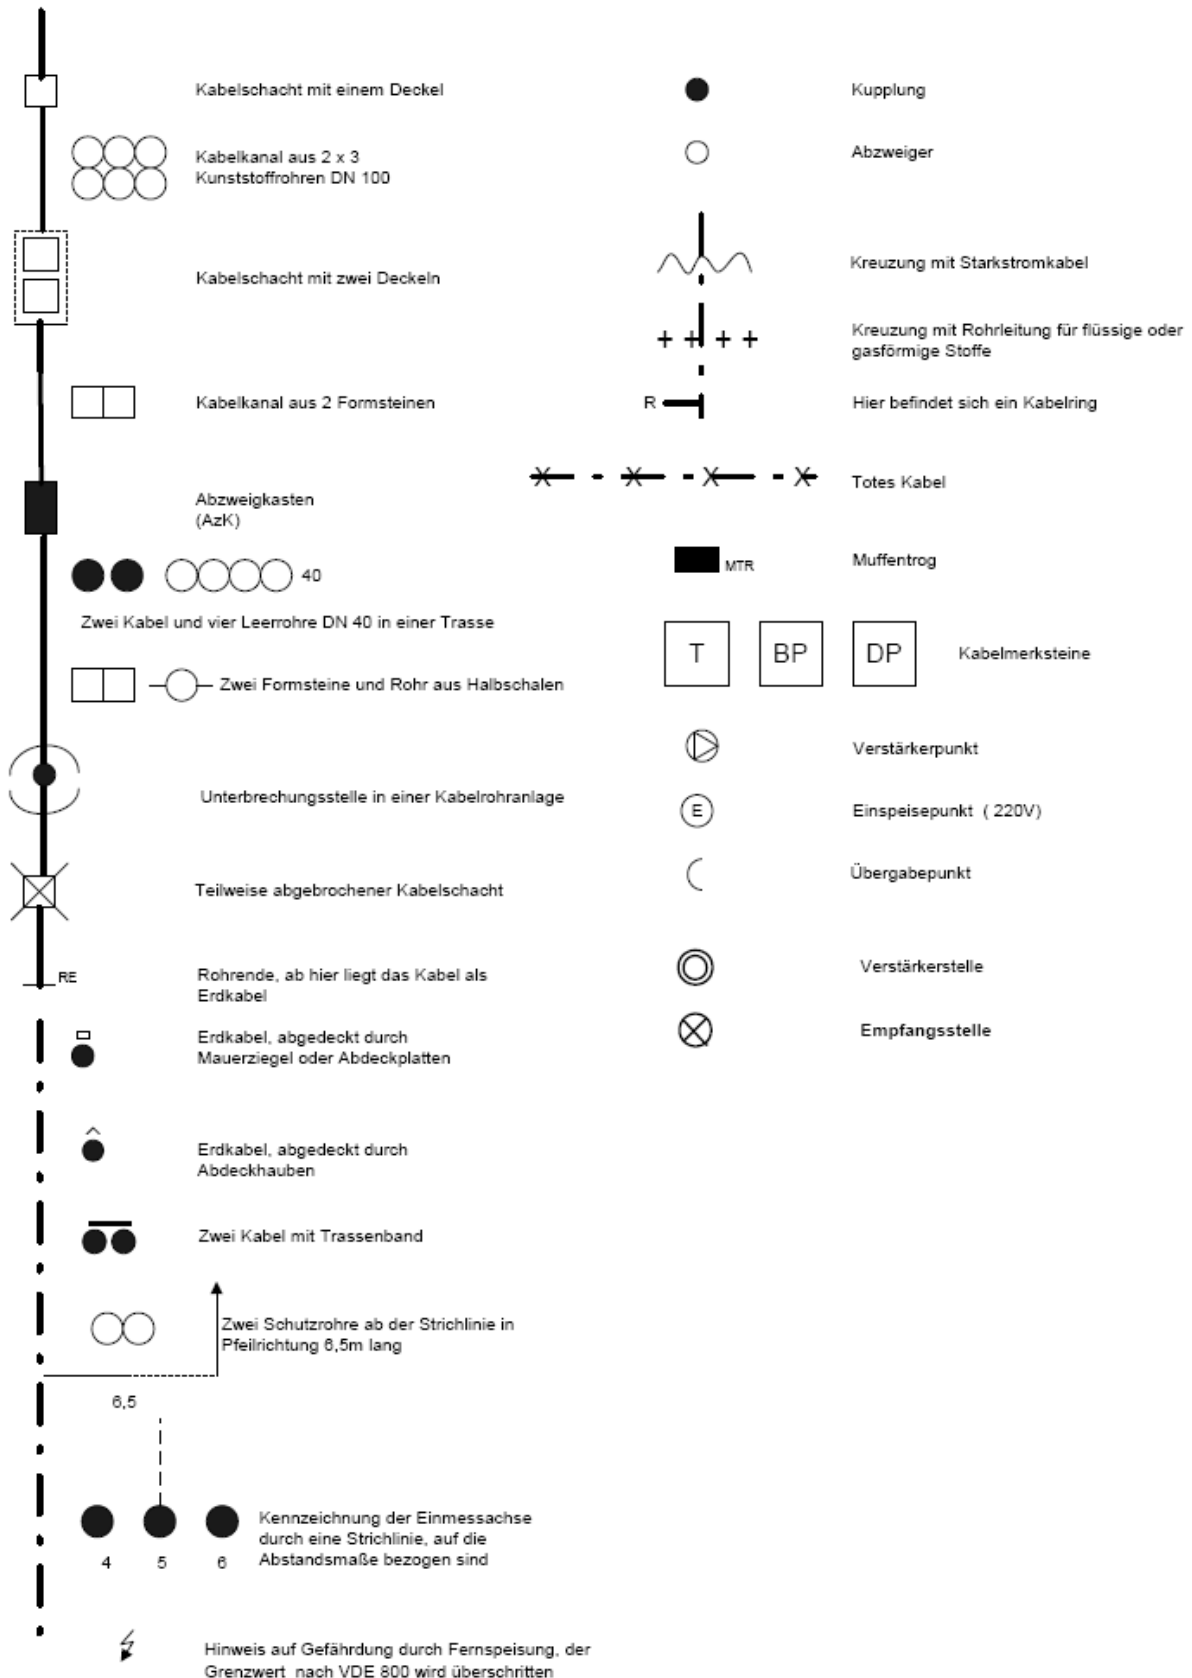 Kabelschacht mit einem Deckel
Kabelkanal aus 2 x 3
Kunststoffrohren DN 100
Kabelschacht mit zwei Deckeln
Kabelkanal aus 2 Formsteinen
Abzweigkasten
(AzK)
40
Zwei Kabel und vier Leerrohre DN 40 in einer Trasse
Zwei Formsteine und Rohr aus Halbschalen
Unterbrechungsstelle in einer Kabelrohranlage
Teilweise abgebrochener Kabelschacht
RE
Rohrende, ab hier liegt das Kabel als
Erdkabel
Erdkabel, abgedeckt durch
Mauerziegel oder Abdeckplatten
Erdkabel, abgedeckt durch
Abdeckhauben
Zwei Kabel mit Trassenband
Zwei Schutzrohre ab der Strichlinie in
Pfeilrichtung 6,5m lang
6,5
Kennzeichnung der Einmessachse
durch eine Strichlinie, auf die
Abstandsmaße bezogen sind
4 5 6
Hinweis auf Gefährdung durch Fernspeisung, der
Grenzwert nach VDE 800 wird überschritten
Kupplung
Abzweiger
Kreuzung mit Starkstromkabel
Kreuzung mit Rohrleitung für flüssige oder
gasförmige Stoffe
R
Hier befindet sich ein Kabelring
Totes Kabel
MTR
Muffentrog
T BP DP
Kabelmerksteine
Verstärkerpunkt
E
Einspeisepunkt ( 220V)
Übergabepunkt
Verstärkerstelle
Empfangsstelle